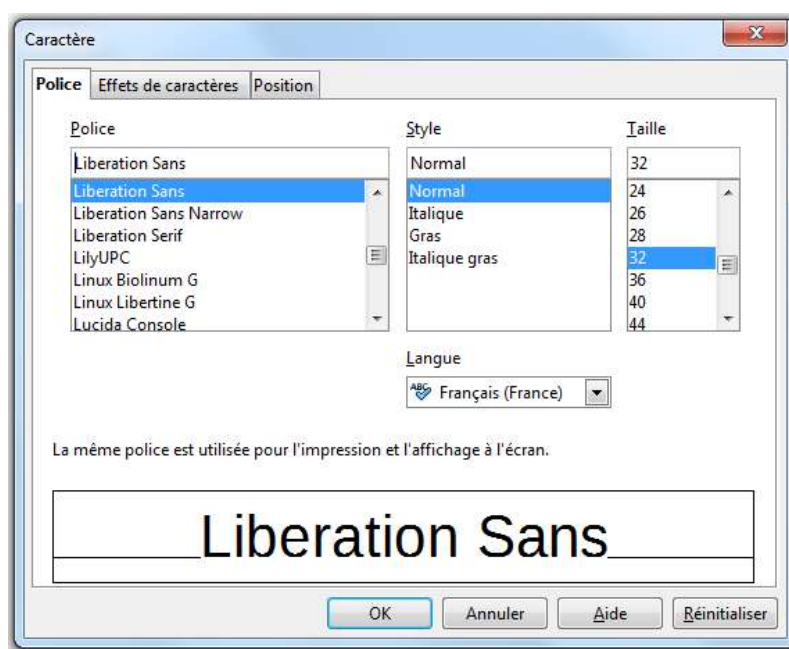 Caractère
Police Effets de caractères Position
Police Style Taille
Liberation Sans Normal 32
Liberation Sans Normal 24
Liberation Sans Narrow Italique 26
Liberation Serif Gras 28
LilyUPC Italique gras 32
Linux Biolinum G 36
Linux Libertine G 40
Lucida Console 44
Langue
ABC Français (France)
La même police est utilisée pour l'impression et l'affichage à l'écran.
Liberation Sans
OK Annuler Aide Réinitialiser